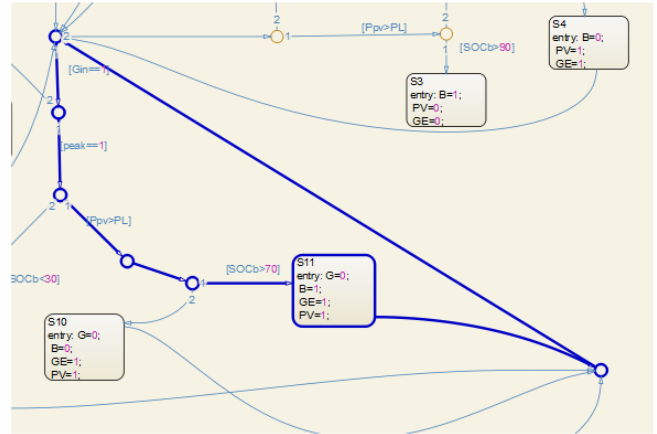 2
2
S4
entry: B=0;
PV=1;
GE=1;
2
1
[Ppv>PL]
1
[SOCb>90]
[Gin==1]
S3
entry: B=1;
PV=0;
GE=0;
2
1
[peak==1]
2
1
[Ppv>PL]
SOCb<30]
[SOCb>70]
1
2
S11
entry: G=0;
B=1;
GE=1;
PV=1;
S10
entry: G=0;
B=0;
GE=1;
PV=1;